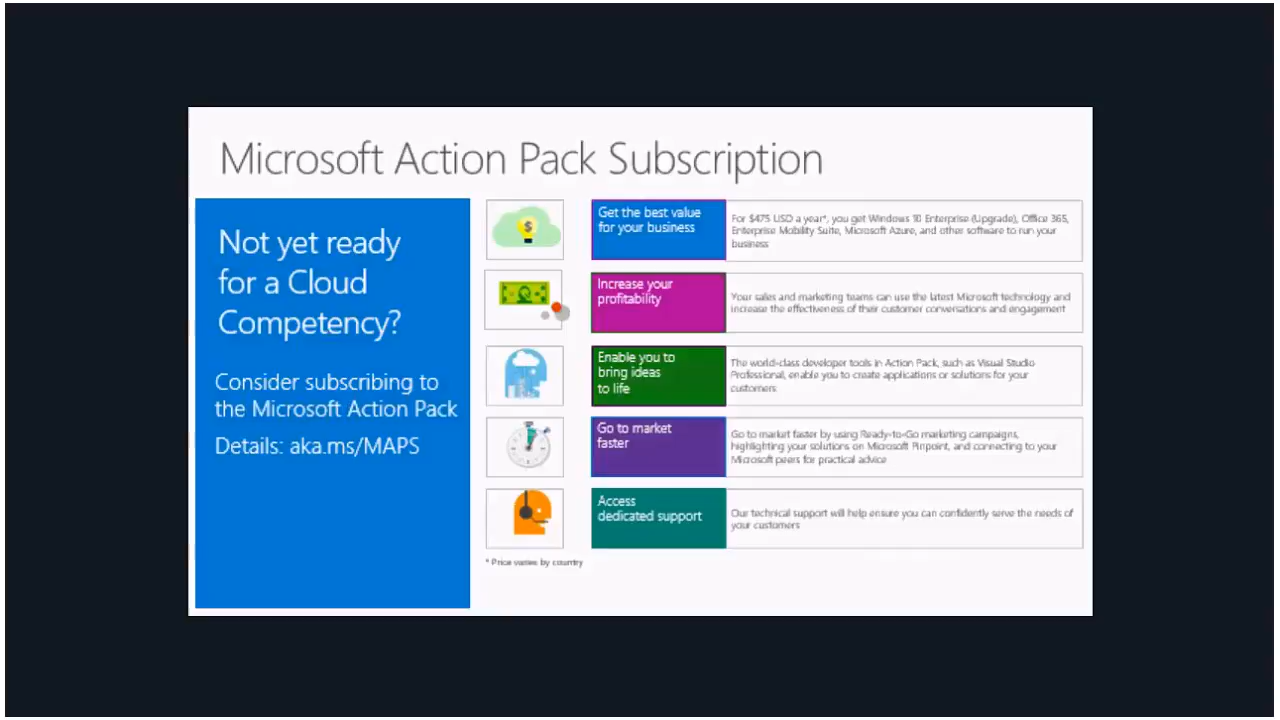 Microsoft Action Pack Subscription
Not yet ready
for a Cloud
Competency?
Consider subscribing to
the Microsoft Action Pack
Details: aka.ms/MAPS
$
Get the best value
for your business
For $475 USD a year*, you get Windows 10 Enterprise (Upgrade), Office 365,
Enterprise Mobility Suite, Microsoft Azure, and other software to run your
business
Increase your
profitability
Your sales and marketing teams can use the latest Microsoft technology and
increase the effectiveness of their customer conversations and engagement
Enable you to
bring ideas
to life
The world-class developer tools in Action Pack, such as Visual Studio
Professional, enable you to create applications or solutions for your
customers
Go to market
faster
Go to market faster by using Ready-to-Go marketing campaigns,
highlighting your solutions on Microsoft Pinpoint, and connecting to your
Microsoft peers for practical advice
Access
dedicated support
Our technical support will help ensure you can confidently serve the needs of
your customers
* Price varies by country